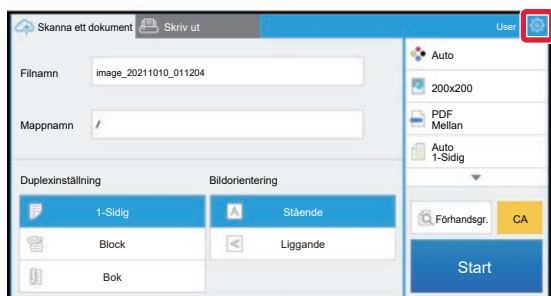 Skanna ett dokument
Skriv ut
User
Filnamn
image_20211010_011204
Mappnamn
/
Duplexinställning
1-Sidig
Block
Bok
Bildorientering
A
Stående
Liggande
Auto
200x200
PDF
Mellan
Auto
1-Sidig
Förhandsgr.
CA
Start